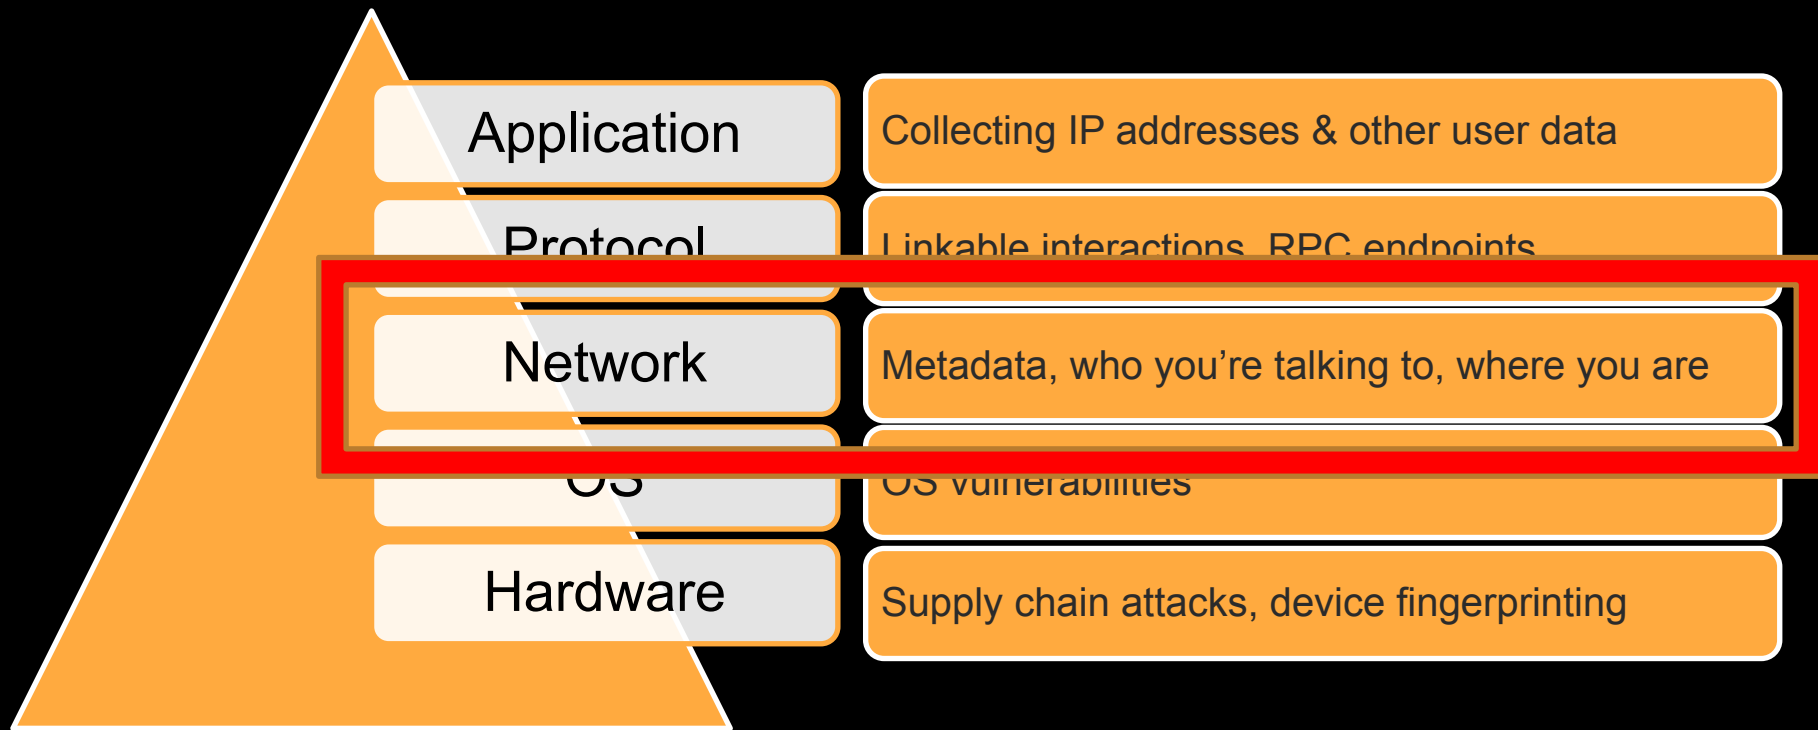 Application
Collecting IP addresses & other user data
Protocol
Linkable interactions, RPC endpoints
Network
Metadata, who you’re talking to, where you are
OS
OS vulnerabilities
Hardware
Supply chain attacks, device fingerprinting